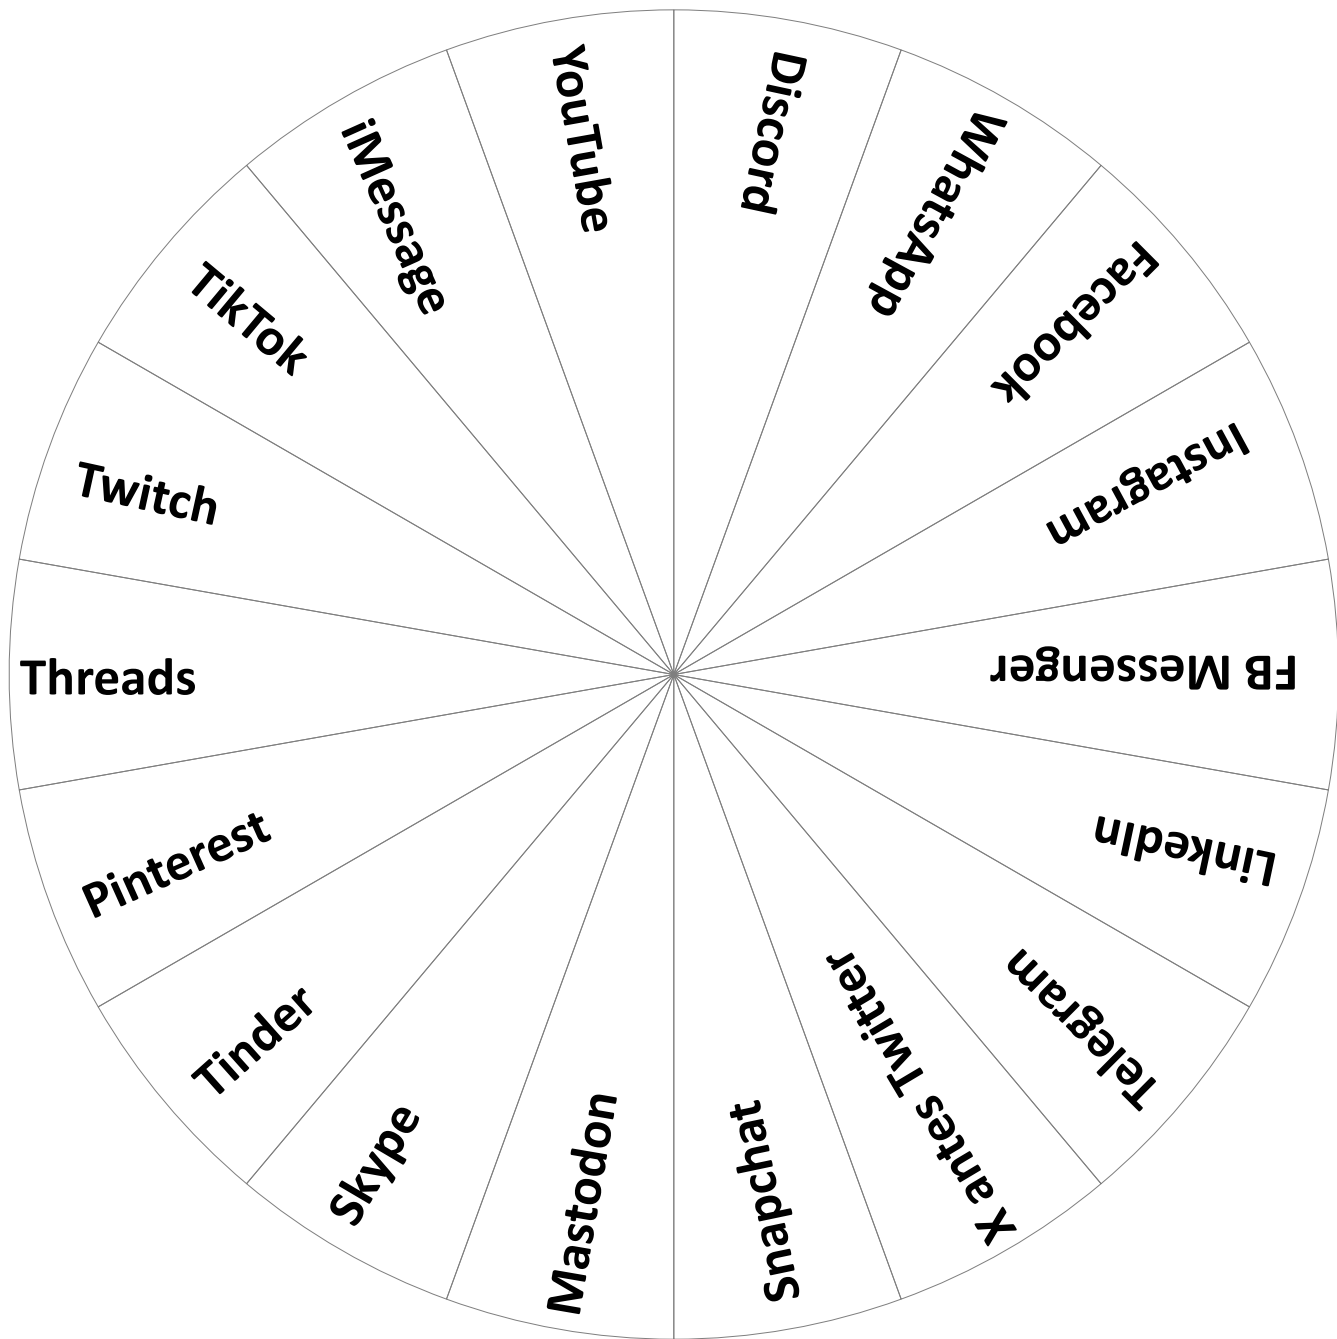 Discord
WhatsApp
Facebook
Instagram
FB Messenger
LinkedIn
Telegram
X antes Twitter
Snapchat
Mastodon
Skype
Tinder
Pinterest
Threads
Twitch
TikTok
iMessage
YouTube